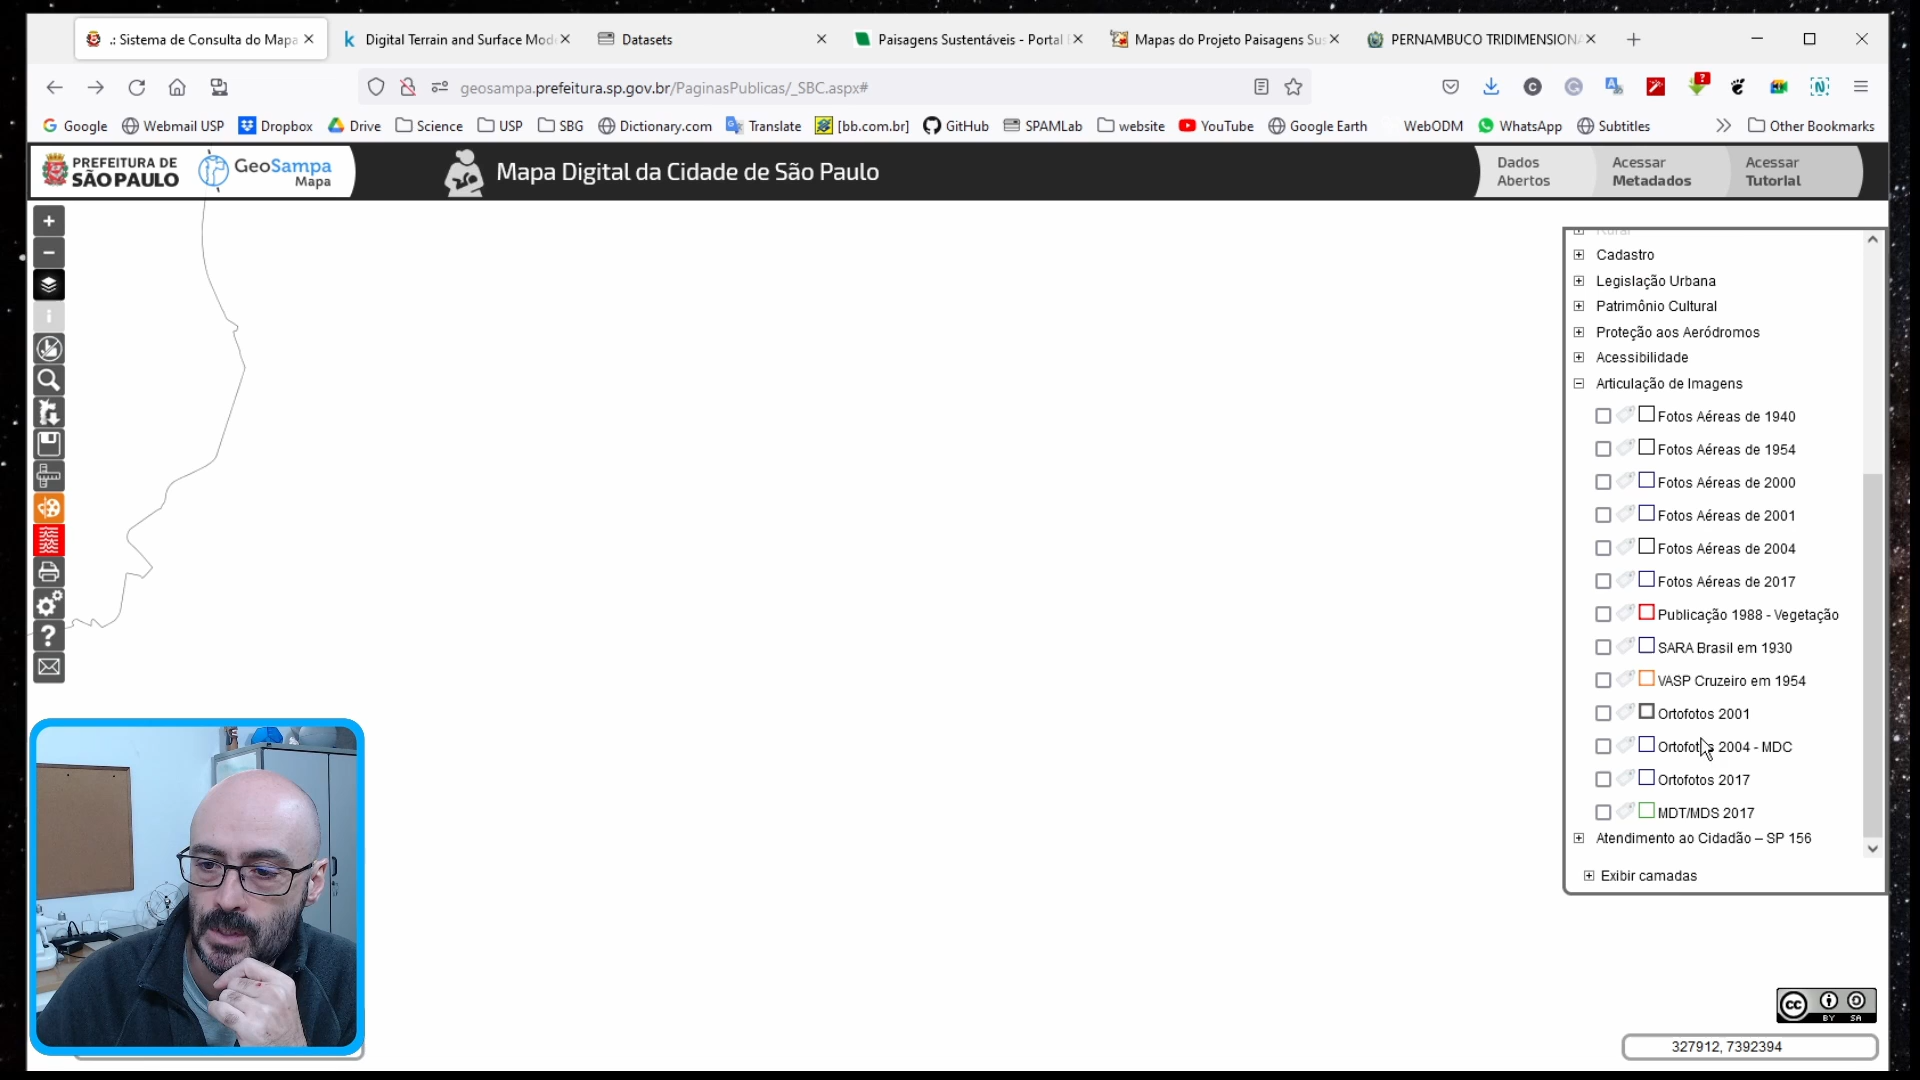 .: Sistema de Consulta do Mapa
Digital Terrain and Surface Mod
Datasets
Paisagens Sustentáveis - Portal
Mapas do Projeto Paisagens Sus
PERNAMBUCO TRIDIMENSIONA
geosampa.prefeitura.sp.gov.br/PaginasPublicas/_SBC.aspx#
Google
Webmail USP
Dropbox
Drive
Science
USP
SBG
Dictionary.com
Translate
[bb.com.br]
GitHub
SPAMLab
website
YouTube
Google Earth
WebODM
WhatsApp
Subtitles
Other Bookmarks
PREFEITURA DE
SÃO PAULO
GeoSampa
Mapa
Mapa Digital da Cidade de São Paulo
Dados
Abertos
Acessar
Metadados
Acessar
Tutorial
Rural
Cadastro
Legislação Urbana
Patrimônio Cultural
Proteção aos Aeródromos
Acessibilidade
Articulação de Imagens
Fotos Aéreas de 1940
Fotos Aéreas de 1954
Fotos Aéreas de 2000
Fotos Aéreas de 2001
Fotos Aéreas de 2004
Fotos Aéreas de 2017
Publicação 1988 - Vegetação
SARA Brasil em 1930
VASP Cruzeiro em 1954
Ortofotos 2001
Ortofotos 2004 - MDC
Ortofotos 2017
MDT/MDS 2017
Atendimento ao Cidadão – SP 156
Exibir camadas
cc
BY SA
327912, 7392394